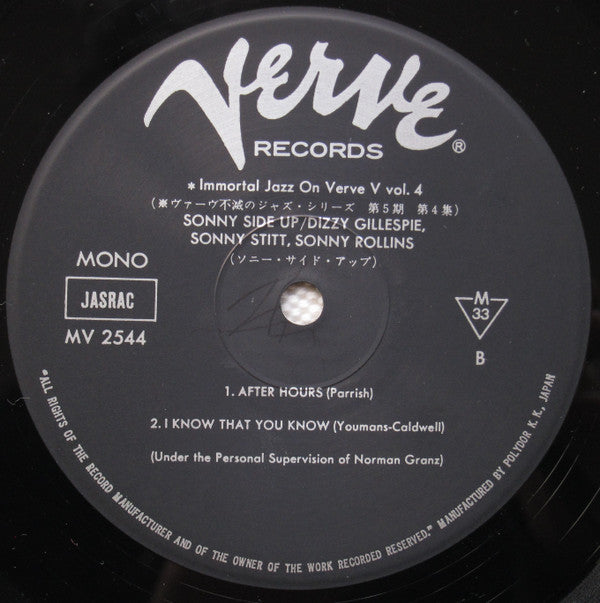 Verve
RECORDS ®
* Immortal Jazz On Verve V vol. 4
(※ヴァーヴ不滅のジャズ・シリーズ 第5期 第4集)
SONNY SIDE UP/DIZZY GILLESPIE,
SONNY STITT, SONNY ROLLINS
(ソニー・サイド・アップ)
MONO
JASRAC
MV 2544
M
33
B
1. AFTER HOURS (Parrish)
2. I KNOW THAT YOU KNOW (Youmans-Caldwell)
(Under the Personal Supervision of Norman Granz)
"ALL RIGHTS OF THE RECORD MANUFACTURER AND OF THE OWNER OF THE WORK RECORDED RESERVED." MANUFACTURED BY POLYDOR K. K., JAPAN